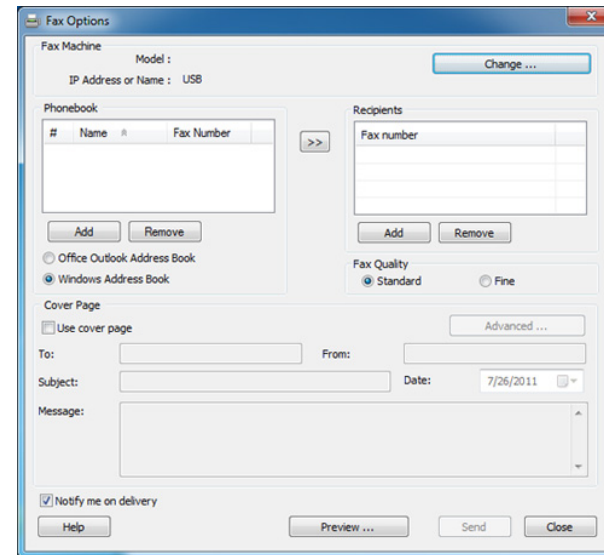 Fax Options
Fax Machine
Model :
Change ...
IP Address or Name : USB
Phonebook
# Name Fax Number
>>
Add Remove
Office Outlook Address Book
Windows Address Book
Recipients
Fax number
Add Remove
Fax Quality
Standard Fine
Cover Page
Use cover page
Advanced ...
To: From:
Subject: Date: 7/26/2011
Message:
Notify me on delivery
Help Preview ... Send Close